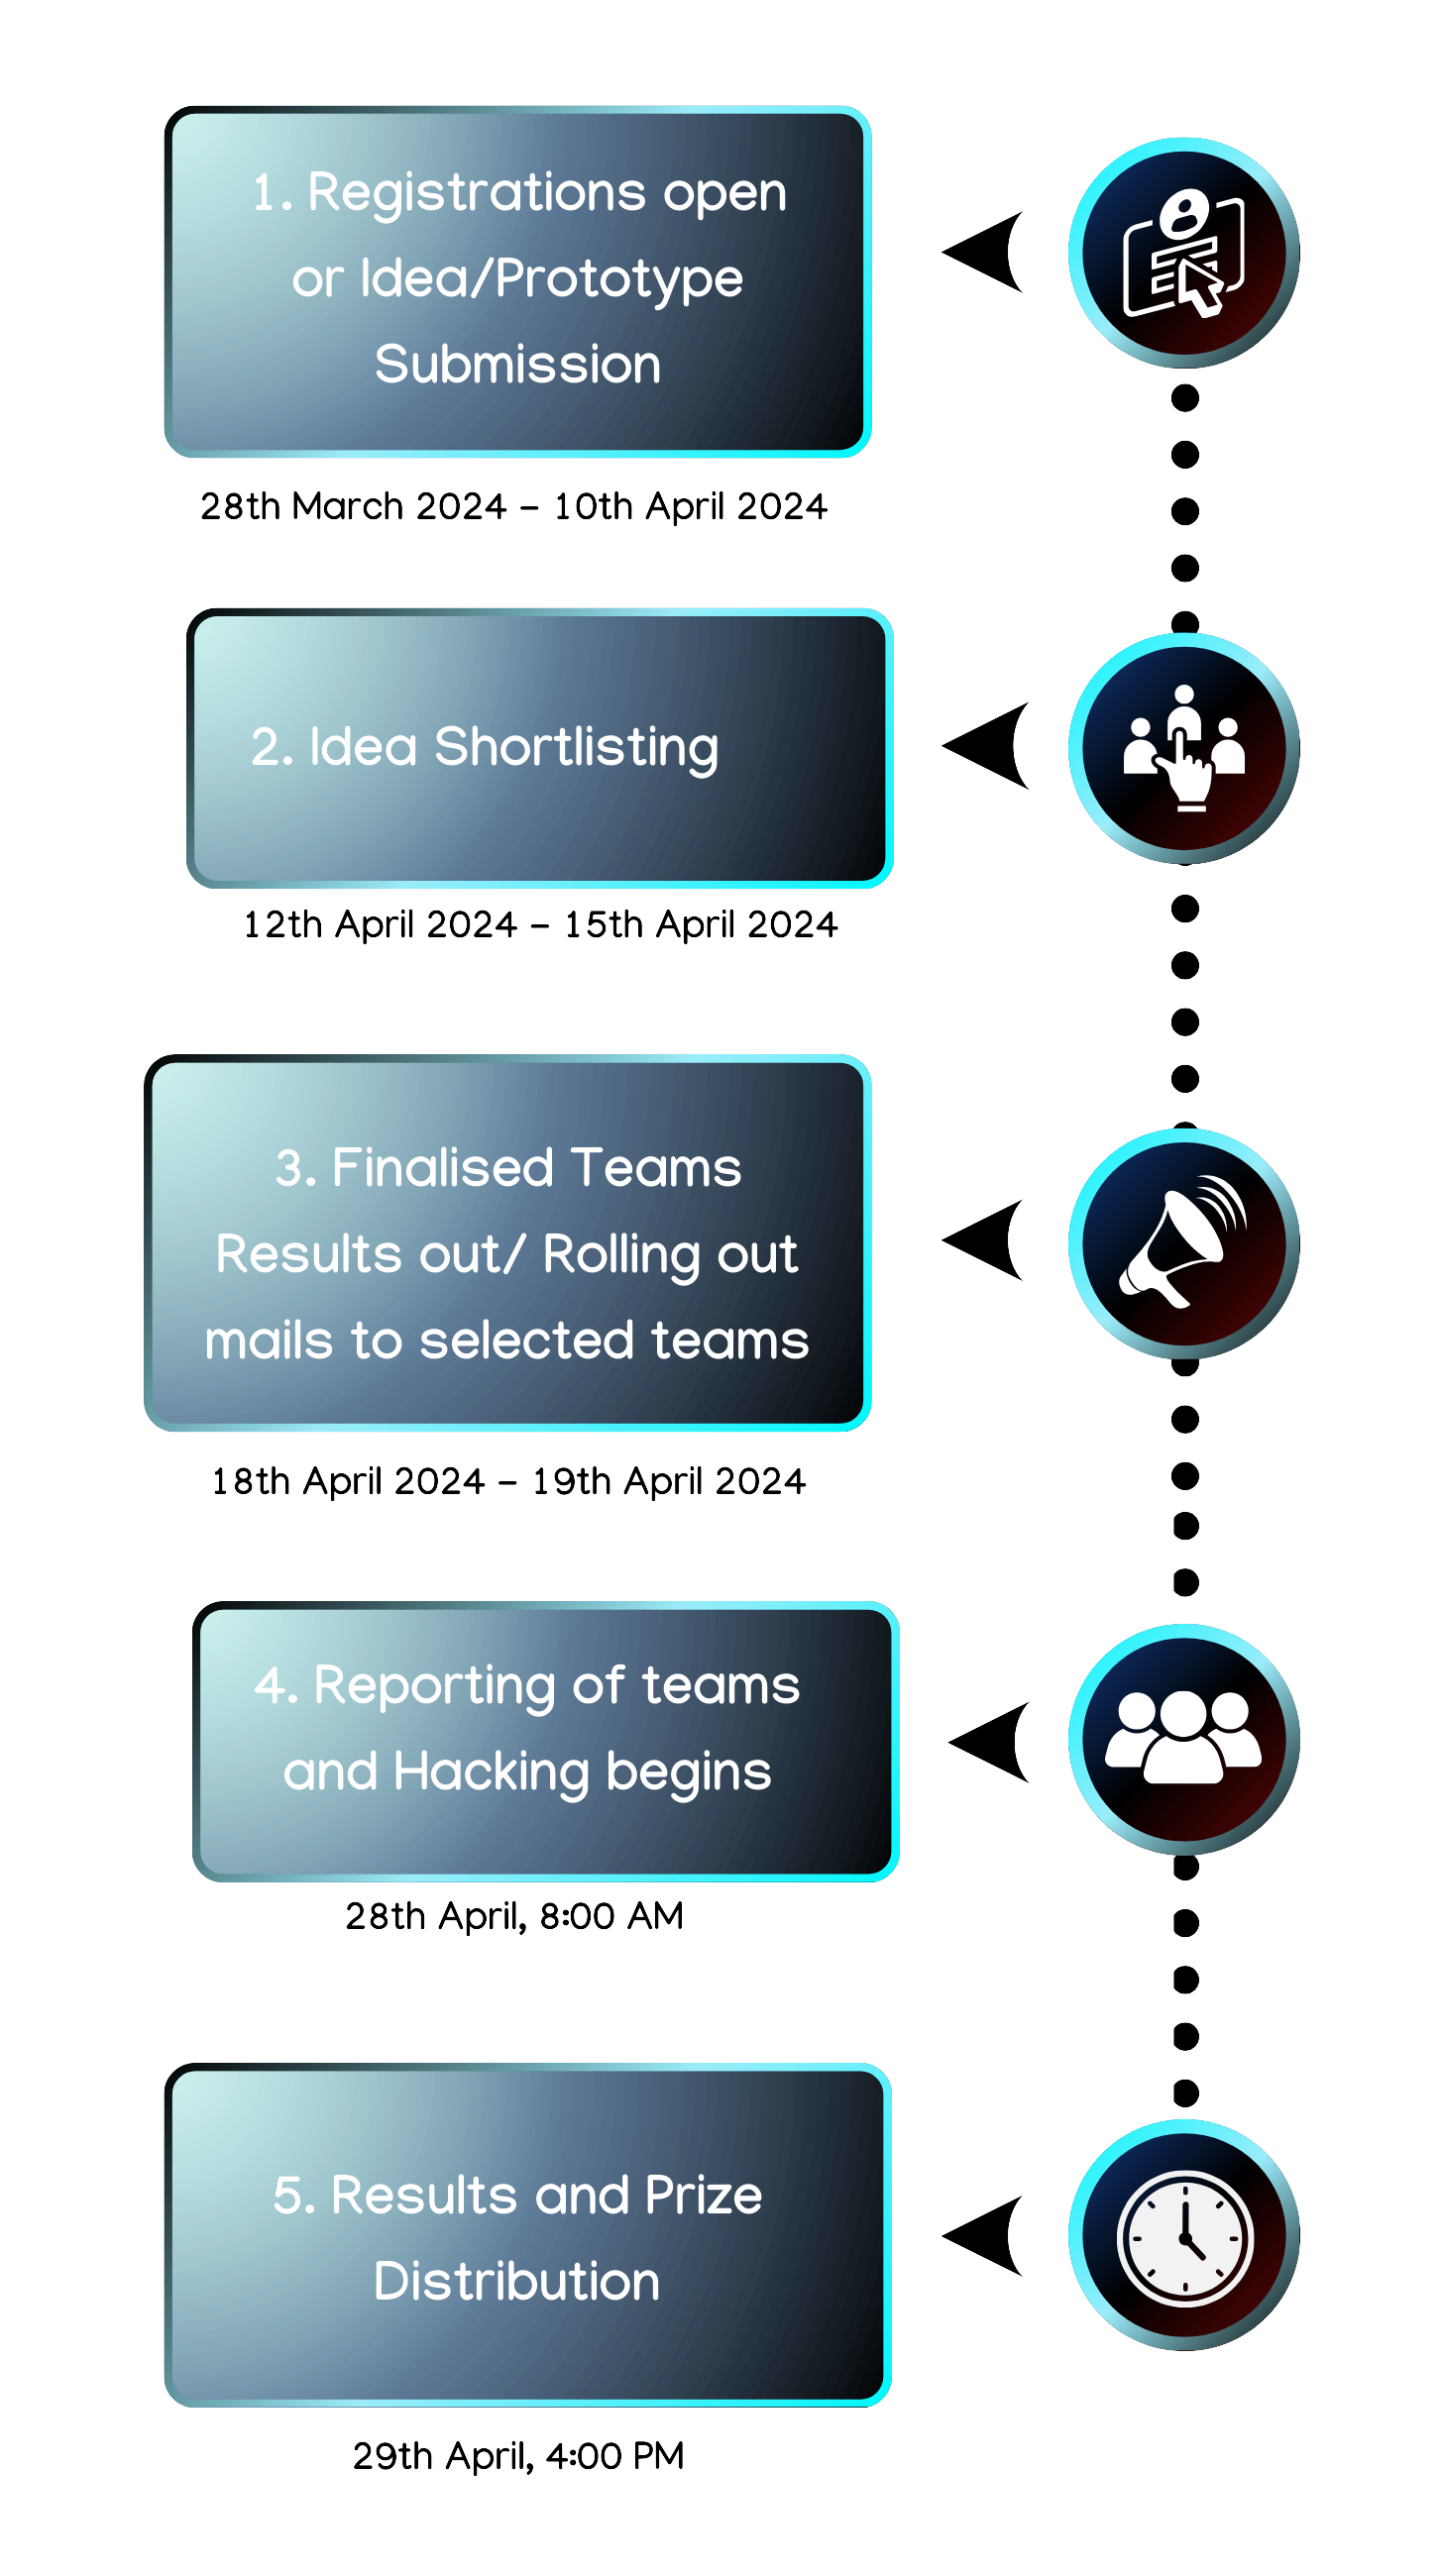 1. Registrations open
or Idea/Prototype
Submission
28th March 2024 – 10th April 2024
2. Idea Shortlisting
12th April 2024 – 15th April 2024
3. Finalised Teams
Results out/ Rolling out
mails to selected teams
18th April 2024 – 19th April 2024
4. Reporting of teams
and Hacking begins
28th April, 8:00 AM
5. Results and Prize
Distribution
29th April, 4:00 PM